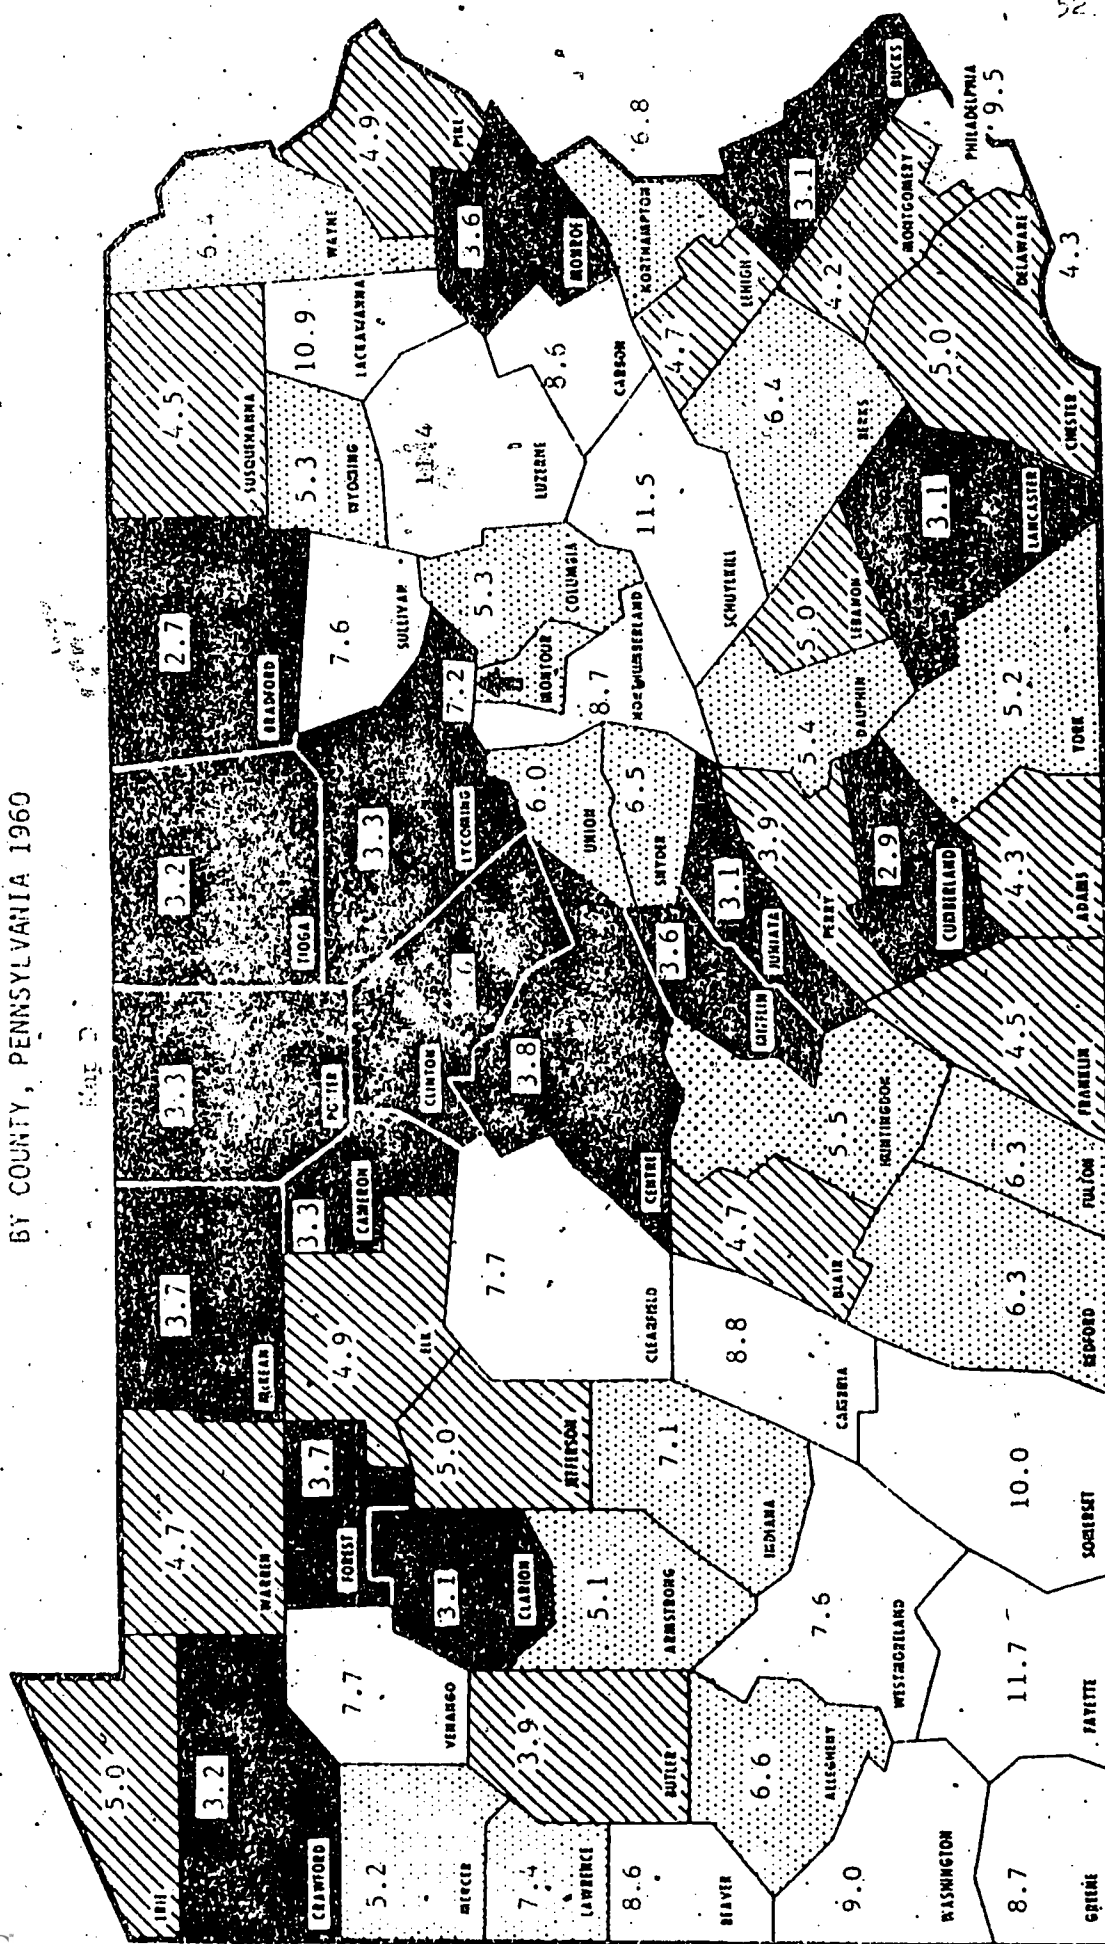 BY COUNTY, PENNSYLVANIA 1960
52
ERIE
5.0
CRAWFORD
3.2
WARREN
4.7
McKEAN
3.7
POTTER
3.3
TIOGA
3.2
BRADFORD
2.7
SUSQUEHANNA
4.5
WAYNE
6.4
PIKE
4.9
MERCER
5.2
VENANGO
7.7
FOREST
3.7
ELK
4.9
CAMERON
3.3
CLINTON
LYCOMING
3.3
SULLIVAN
7.6
WYOMING
5.3
LACKAWANNA
10.9
LAWRENCE
7.4
BUTLER
3.9
CLARION
3.1
JEFFERSON
5.0
CLEARFIELD
7.7
CENTRE
3.8
UNION
6.0
7.2
MONTOUR
COLUMBIA
5.3
LUZERNE
MONROE
3.6
BEAVER
8.6
ALLEGHENY
6.6
ARMSTRONG
5.1
INDIANA
7.1
CAMBRIA
8.8
BLAIR
4.7
HUNTINGDON
5.5
3.6
SNYDER
6.5
NORTHUMBERLAND
8.7
SCHUYLKILL
11.5
CARBON
8.6
NORTHAMPTON
6.8
LEHIGH
4.7
JUNIATA
3.1
PERRY
3.9
DAUPHIN
5.4
LEBANON
5.0
BERKS
6.4
MONTGOMERY
4.2
BUCKS
3.1
WASHINGTON
9.0
WESTMORELAND
7.6
SOMERSET
10.0
BEDFORD
6.3
FULTON
6.3
FRANKLIN
4.5
CUMBERLAND
2.9
ADAMS
4.3
YORK
5.2
LANCASTER
3.1
CHESTER
5.0
DELAWARE
4.3
PHILADELPHIA
9.5
GREENE
8.7
FAYETTE
11.7